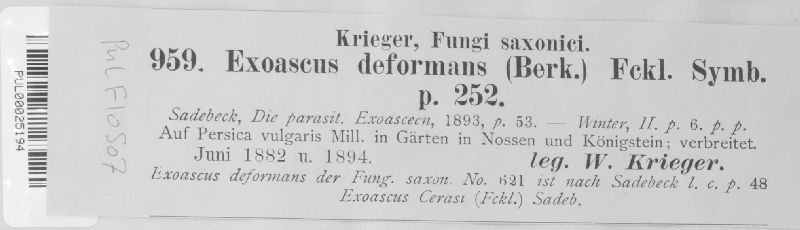 Krieger, Fungi saxonici.
959. Exoascus deformans (Berk.) Fckl. Symb.
p. 252.
Sadebeck, Die parasit. Exoasceen, 1893, p. 53. — Winter, II. p. 6. p. p.
Auf Persica vulgaris Mill. in Gärten in Nossen und Königstein; verbreitet.
Juni 1882 u. 1894. leg. W. Krieger.
Exoascus deformans der Fung. saxon. No. 621 ist nach Sadebeck l. c. p. 48
Exoascus Cerasi (Fckl.) Sadeb.
PUL00025194
PUL F10507